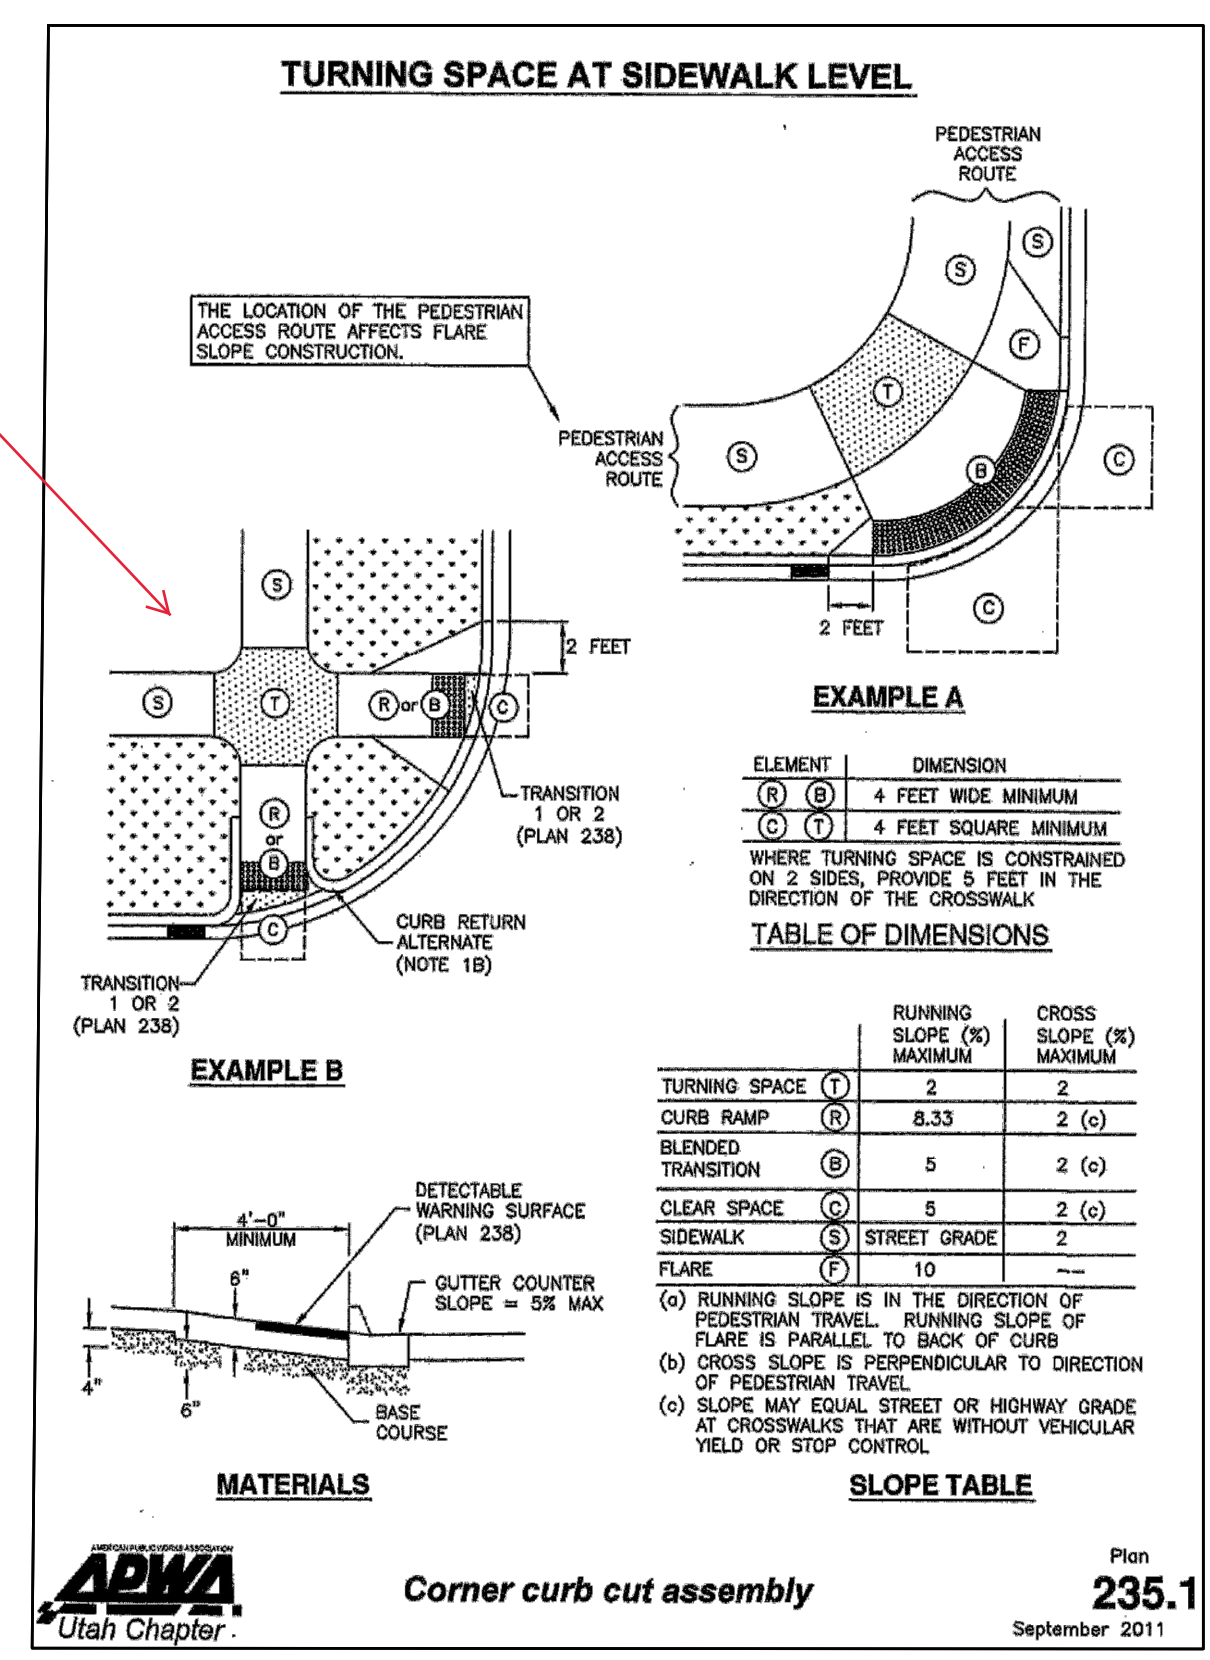 TURNING SPACE AT SIDEWALK LEVEL
PEDESTRIAN
ACCESS
ROUTE
S
S
THE LOCATION OF THE PEDESTRIAN
ACCESS ROUTE AFFECTS FLARE
SLOPE CONSTRUCTION.
F
T
PEDESTRIAN
ACCESS
ROUTE
S
B
C
C
2 FEET
EXAMPLE A
S
2 FEET
S
T
R or B
C
TRANSITION
1 OR 2
(PLAN 238)
R
or
B
C
CURB RETURN
ALTERNATE
(NOTE 1B)
TRANSITION
1 OR 2
(PLAN 238)
EXAMPLE B
ELEMENT DIMENSION
R B 4 FEET WIDE MINIMUM
C T 4 FEET SQUARE MINIMUM
WHERE TURNING SPACE IS CONSTRAINED
ON 2 SIDES, PROVIDE 5 FEET IN THE
DIRECTION OF THE CROSSWALK
TABLE OF DIMENSIONS
RUNNING CROSS
SLOPE (%) SLOPE (%)
MAXIMUM MAXIMUM
TURNING SPACE T 2 2
CURB RAMP R 8.33 2 (c)
BLENDED
TRANSITION B 5 2 (c)
CLEAR SPACE C 5 2 (c)
SIDEWALK S STREET GRADE 2
FLARE F 10 --
(a) RUNNING SLOPE IS IN THE DIRECTION OF
PEDESTRIAN TRAVEL. RUNNING SLOPE OF
FLARE IS PARALLEL TO BACK OF CURB
(b) CROSS SLOPE IS PERPENDICULAR TO DIRECTION
OF PEDESTRIAN TRAVEL
(c) SLOPE MAY EQUAL STREET OR HIGHWAY GRADE
AT CROSSWALKS THAT ARE WITHOUT VEHICULAR
YIELD OR STOP CONTROL
SLOPE TABLE
DETECTABLE
WARNING SURFACE
(PLAN 238)
4'-0"
MINIMUM
6"
GUTTER COUNTER
SLOPE = 5% MAX
4"
6"
BASE
COURSE
MATERIALS
AMERICAN PUBLIC WORKS ASSOCIATION
APWA
Utah Chapter
Corner curb cut assembly
Plan
235.1
September 2011